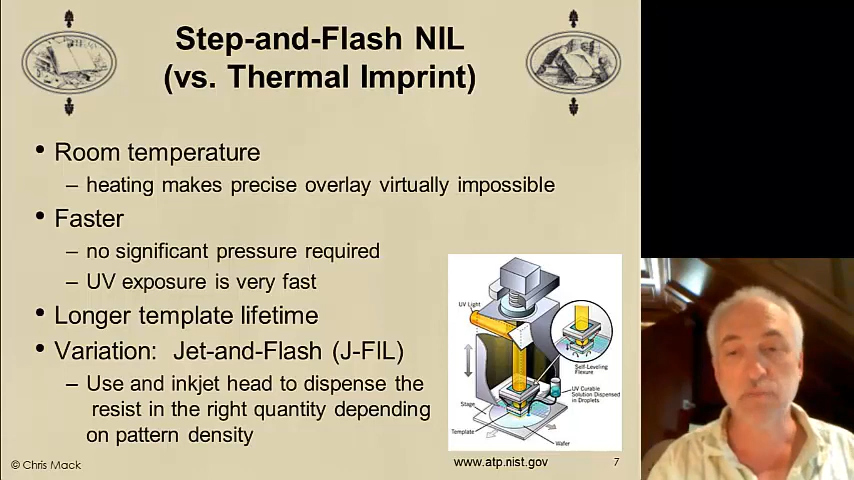 Step-and-Flash NIL
(vs. Thermal Imprint)
• Room temperature
– heating makes precise overlay virtually impossible
• Faster
– no significant pressure required
– UV exposure is very fast
• Longer template lifetime
• Variation: Jet-and-Flash (J-FIL)
– Use and inkjet head to dispense the
resist in the right quantity depending
on pattern density
UV Light
Self-Leveling
Flexure
UV Curable
Solution Dispensed
in Droplets
Stage
Template
Wafer
© Chris Mack
www.atp.nist.gov
7